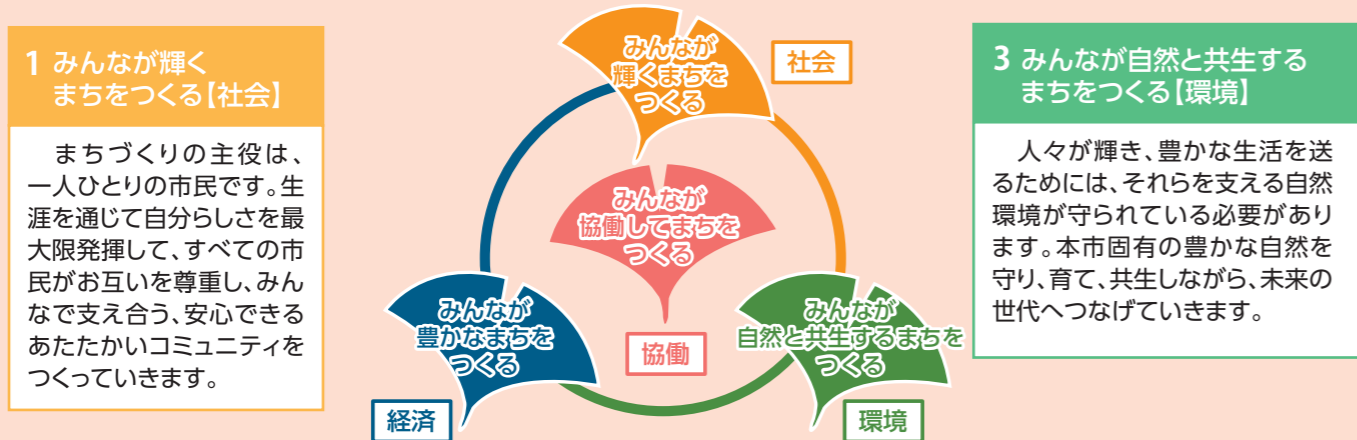 1 みんなが輝く
まちをつくる【社会】
まちづくりの主役は、
一人ひとりの市民です。生
涯を通じて自分らしさを最
大限発揮して、すべての市
民がお互いを尊重し、みん
なで支え合う、安心できる
あたたかいコミュニティを
つくっていきます。
みんなが
輝くまちを
つくる
社会
みんなが
協働してまちを
つくる
協働
みんなが
豊かなまちを
つくる
経済
みんなが
自然と共生するまちを
つくる
環境
3 みんなが自然と共生する
まちをつくる【環境】
人々が輝き、豊かな生活を送
るためには、それらを支える自然
環境が守られている必要があり
ます。本市固有の豊かな自然を
守り、育て、共生しながら、未来の
世代へつなげていきます。